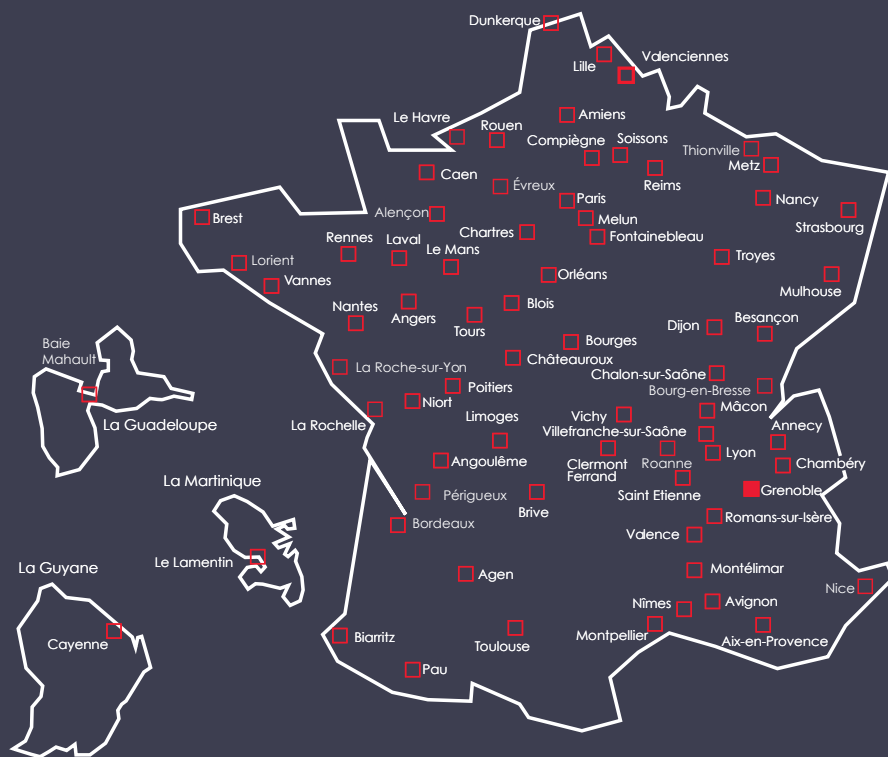 Dunkerque
Valenciennes
Lille
Le Havre
Rouen
Amiens
Compiègne
Soissons
Thionville
Metz
Caen
Évreux
Reims
Paris
Nancy
Alençon
Melun
Brest
Strasbourg
Chartres
Fontainebleau
Rennes
Laval
Le Mans
Troyes
Lorient
Orléans
Vannes
Mulhouse
Nantes
Angers
Blois
Tours
Dijon
Besançon
Baie
Mahault
Bourges
Châteauroux
La Roche-sur-Yon
Chalon-sur-Saône
Poitiers
Bourg-en-Bresse
Niort
Mâcon
La Rochelle
Limoges
Vichy
La Guadeloupe
Villefranche-sur-Saône
Annecy
Lyon
Angoulême
Clermont
Ferrand
Roanne
Chambéry
La Martinique
Périgueux
Brive
Saint Etienne
Grenoble
Bordeaux
Romans-sur-Isère
Valence
Le Lamentin
La Guyane
Agen
Montélimar
Nice
Nîmes
Avignon
Cayenne
Biarritz
Toulouse
Montpellier
Aix-en-Provence
Pau